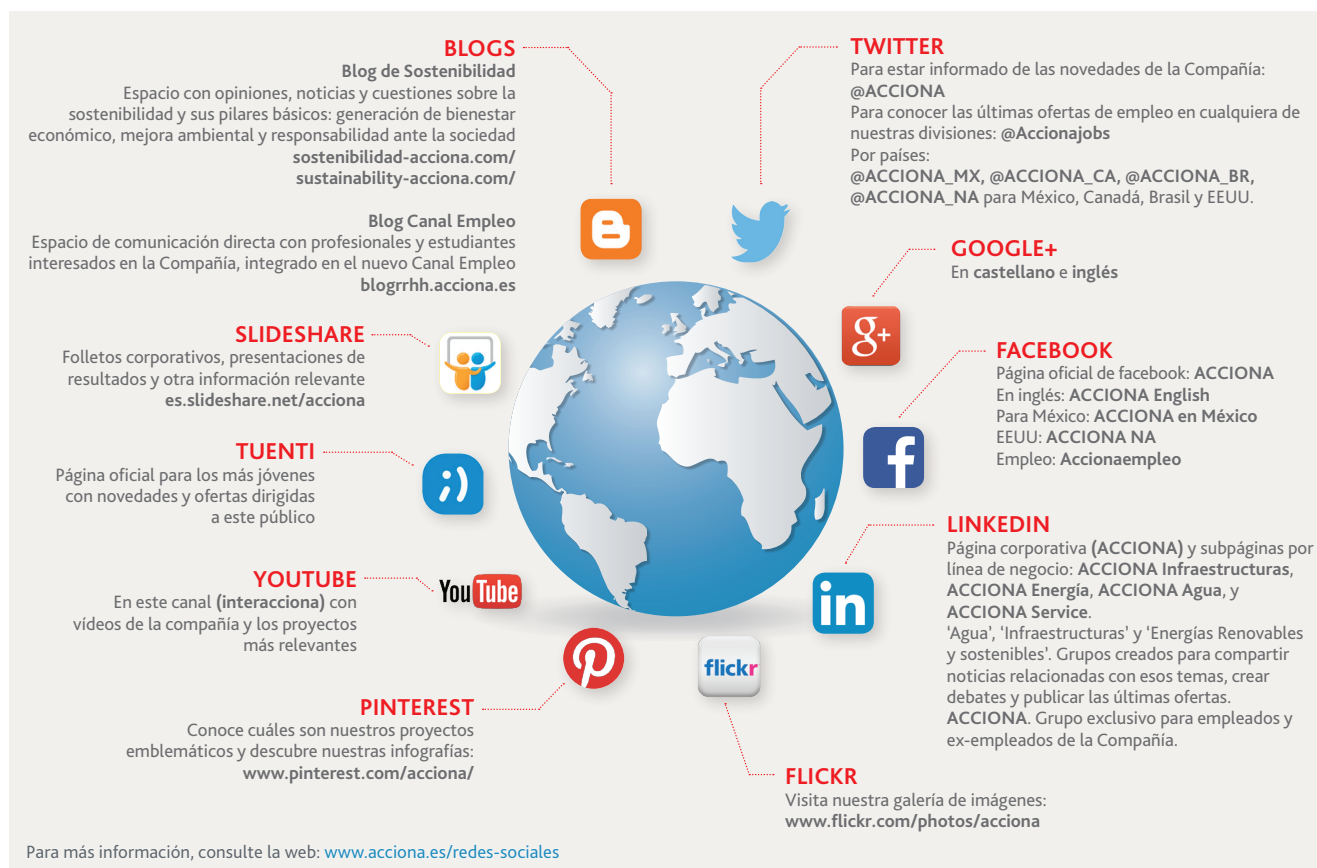 BLOGS
Blog de Sostenibilidad
Espacio con opiniones, noticias y cuestiones sobre la
sostenibilidad y sus pilares básicos: generación de bienestar
económico, mejora ambiental y responsabilidad ante la sociedad
sostenibilidad-acciona.com/
sustainability-acciona.com/
Blog Canal Empleo
Espacio de comunicación directa con profesionales y estudiantes
interesados en la Compañía, integrado en el nuevo Canal Empleo
blogrrhh.acciona.es
SLIDESHARE
Folletos corporativos, presentaciones de
resultados y otra información relevante
es.slideshare.net/acciona
TUENTI
Página oficial para los más jóvenes
con novedades y ofertas dirigidas
a este público
;)
YOUTUBE
En este canal (interacciona) con
vídeos de la compañía y los proyectos
más relevantes
You Tube
PINTEREST
Conoce cuáles son nuestros proyectos
emblemáticos y descubre nuestras infografías:
www.pinterest.com/acciona/
TWITTER
Para estar informado de las novedades de la Compañía:
@ACCIONA
Para conocer las últimas ofertas de empleo en cualquiera de
nuestras divisiones: @Accionajobs
Por países:
@ACCIONA_MX, @ACCIONA_CA, @ACCIONA_BR,
@ACCIONA_NA para México, Canadá, Brasil y EEUU.
GOOGLE+
En castellano e inglés
g+
FACEBOOK
Página oficial de facebook: ACCIONA
En inglés: ACCIONA English
Para México: ACCIONA en México
EEUU: ACCIONA NA
Empleo: Accionaempleo
f
LINKEDIN
Página corporativa (ACCIONA) y subpáginas por
línea de negocio: ACCIONA Infraestructuras,
ACCIONA Energía, ACCIONA Agua, y
ACCIONA Service.
‘Agua’, ‘Infraestructuras’ y ‘Energías Renovables
y sostenibles’. Grupos creados para compartir
noticias relacionadas con esos temas, crear
debates y publicar las últimas ofertas.
ACCIONA. Grupo exclusivo para empleados y
ex-empleados de la Compañía.
in
flickr
FLICKR
Visita nuestra galería de imágenes:
www.flickr.com/photos/acciona
Para más información, consulte la web: www.acciona.es/redes-sociales